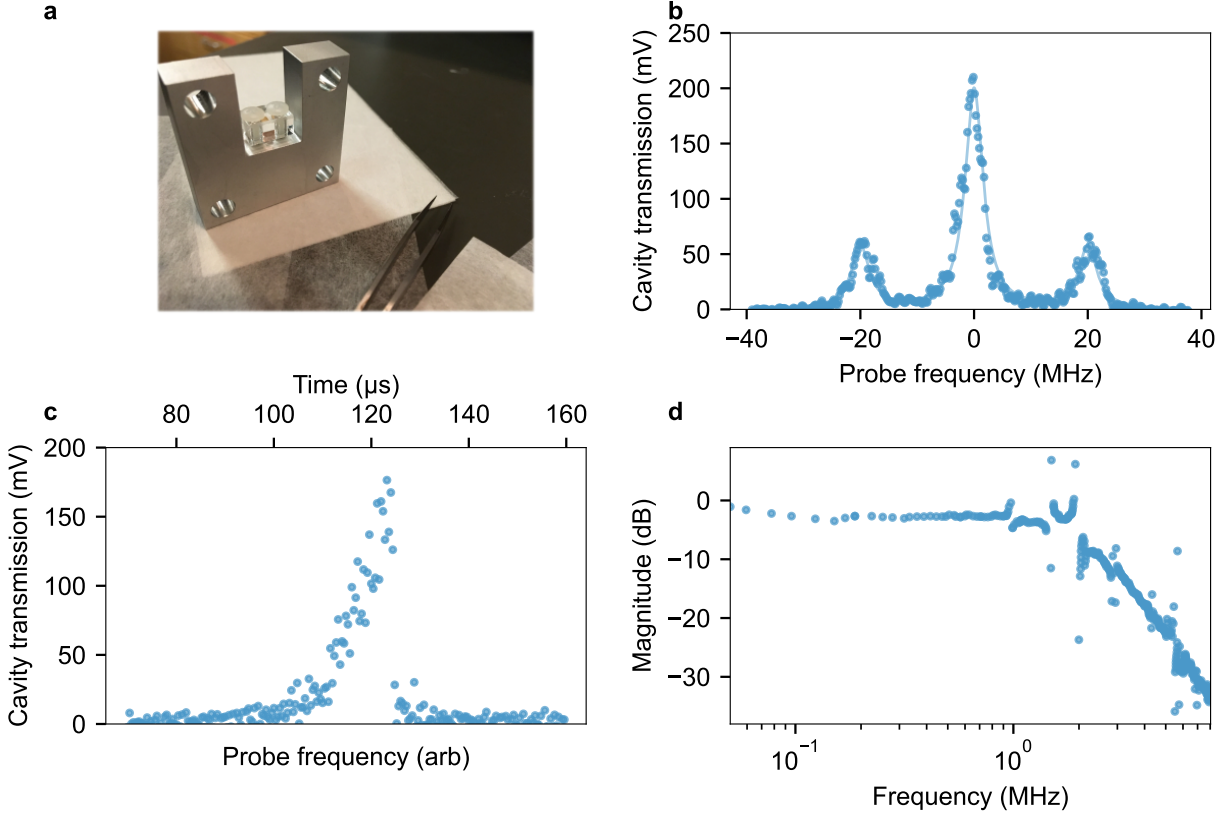 a
b
250
200
150
100
50
0
Cavity transmission (mV)
−40
−20
0
20
40
Probe frequency (MHz)
Time (μs)
c
80
100
120
140
160
200
150
100
50
0
Cavity transmission (mV)
Probe frequency (arb)
d
0
−10
−20
−30
Magnitude (dB)
10⁻¹
10⁰
Frequency (MHz)